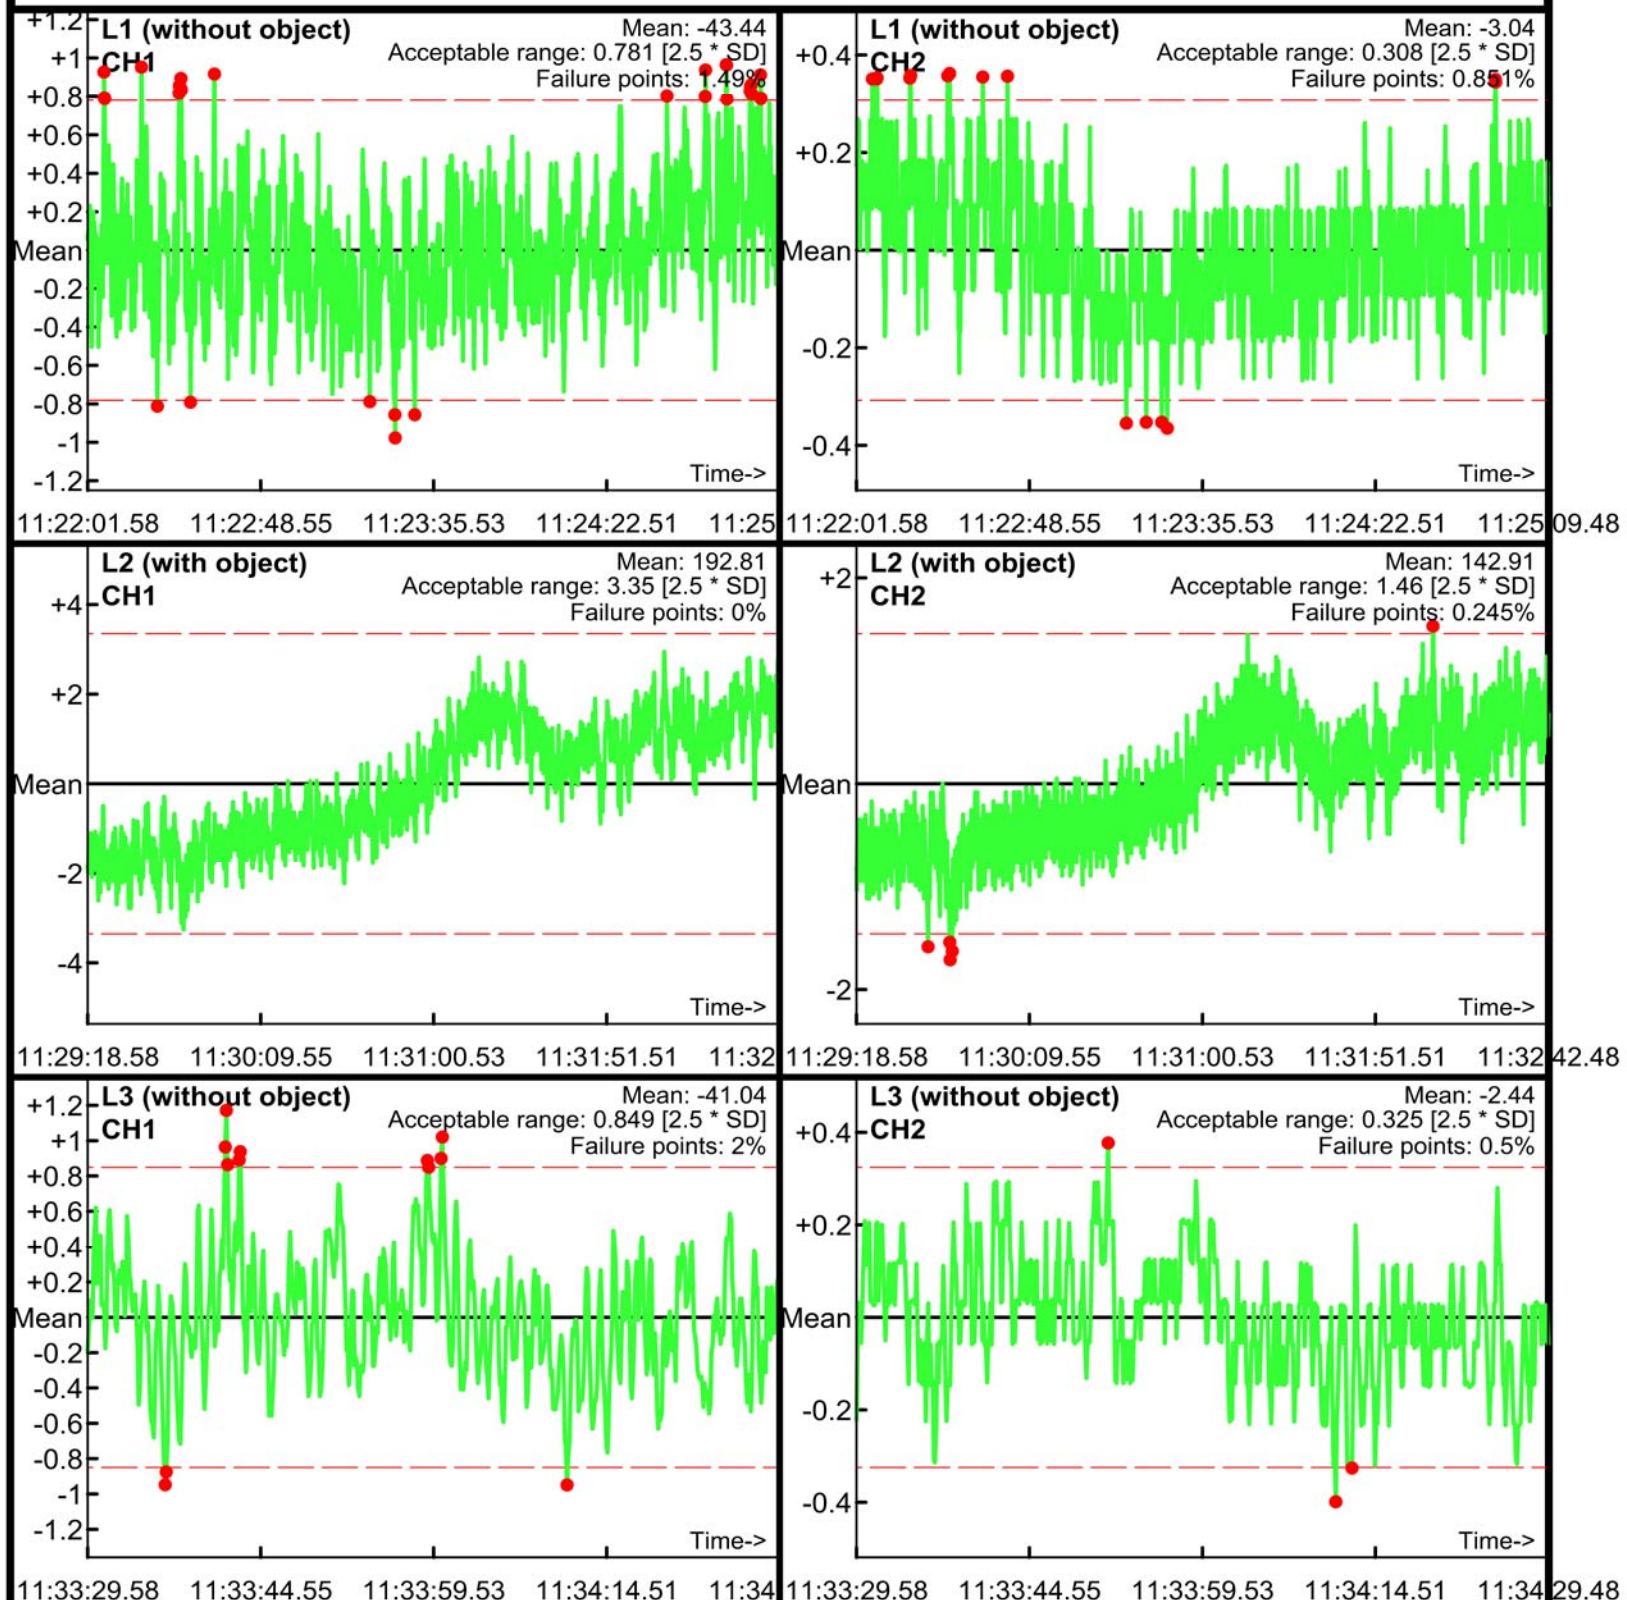 L1 (without object)
CH1
Mean: -43.44
Acceptable range: 0.781 [2.5 * SD]
Failure points: 1.49%
+1.2
+1
+0.8
+0.6
+0.4
+0.2
Mean
-0.2
-0.4
-0.6
-0.8
-1
-1.2
Time->
11:22:01.58 11:22:48.55 11:23:35.53 11:24:22.51 11:25
L1 (without object)
CH2
Mean: -3.04
Acceptable range: 0.308 [2.5 * SD]
Failure points: 0.851%
+0.4
+0.2
Mean
-0.2
-0.4
Time->
11:22:01.58 11:22:48.55 11:23:35.53 11:24:22.51 11:25:09.48
L2 (with object)
CH1
Mean: 192.81
Acceptable range: 3.35 [2.5 * SD]
Failure points: 0%
+4
+2
Mean
-2
-4
Time->
11:29:18.58 11:30:09.55 11:31:00.53 11:31:51.51 11:32
L2 (with object)
CH2
Mean: 142.91
Acceptable range: 1.46 [2.5 * SD]
Failure points: 0.245%
+2
Mean
-2
Time->
11:29:18.58 11:30:09.55 11:31:00.53 11:31:51.51 11:32:42.48
L3 (without object)
CH1
Mean: -41.04
Acceptable range: 0.849 [2.5 * SD]
Failure points: 2%
+1.2
+1
+0.8
+0.6
+0.4
+0.2
Mean
-0.2
-0.4
-0.6
-0.8
-1
-1.2
Time->
11:33:29.58 11:33:44.55 11:33:59.53 11:34:14.51 11:34
L3 (without object)
CH2
Mean: -2.44
Acceptable range: 0.325 [2.5 * SD]
Failure points: 0.5%
+0.4
+0.2
Mean
-0.2
-0.4
Time->
11:33:29.58 11:33:44.55 11:33:59.53 11:34:14.51 11:34:29.48